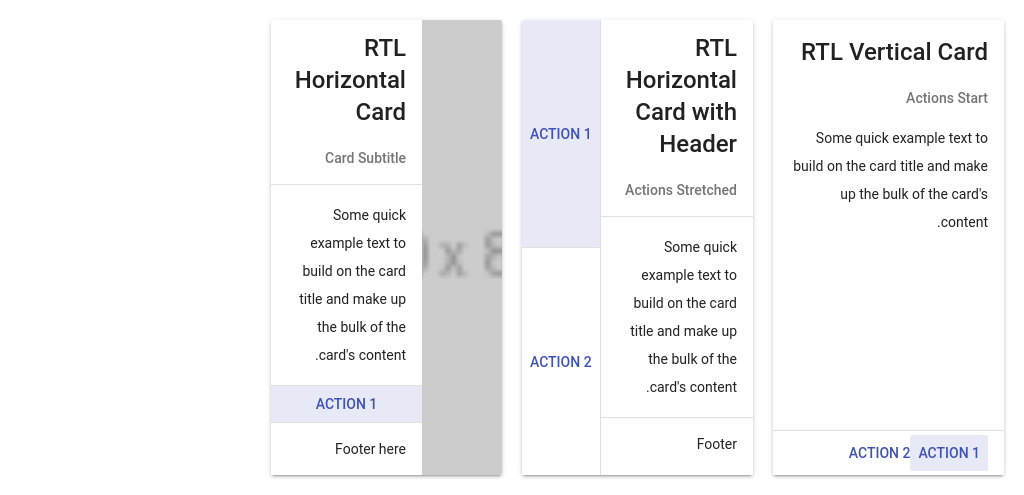 RTL
Horizontal
Card
Card Subtitle
Some quick
example text to
build on the card
title and make up
the bulk of the
.card's content
ACTION 1
Footer here
x
ACTION 1
ACTION 2
RTL
Horizontal
Card with
Header
Actions Stretched
Some quick
example text to
build on the card
title and make up
the bulk of the
.card's content
Footer
RTL Vertical Card
Actions Start
Some quick example text to
build on the card title and make
up the bulk of the card's
.content
ACTION 2 ACTION 1